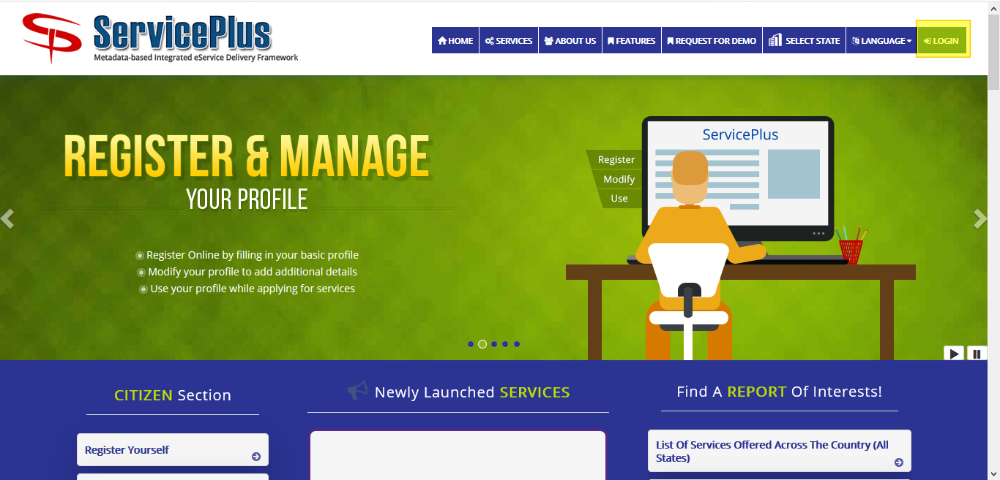 ServicePlus
Metadata-based Integrated eService Delivery Framework
HOME
SERVICES
ABOUT US
FEATURES
REQUEST FOR DEMO
SELECT STATE
LANGUAGE
LOGIN
REGISTER & MANAGE
YOUR PROFILE
Register Online by filling in your basic profile
Modify your profile to add additional details
Use your profile while applying for services
ServicePlus
Register
Modify
Use
CITIZEN Section
Register Yourself
Newly Launched SERVICES
Find A REPORT Of Interests!
List Of Services Offered Across The Country (All
States)